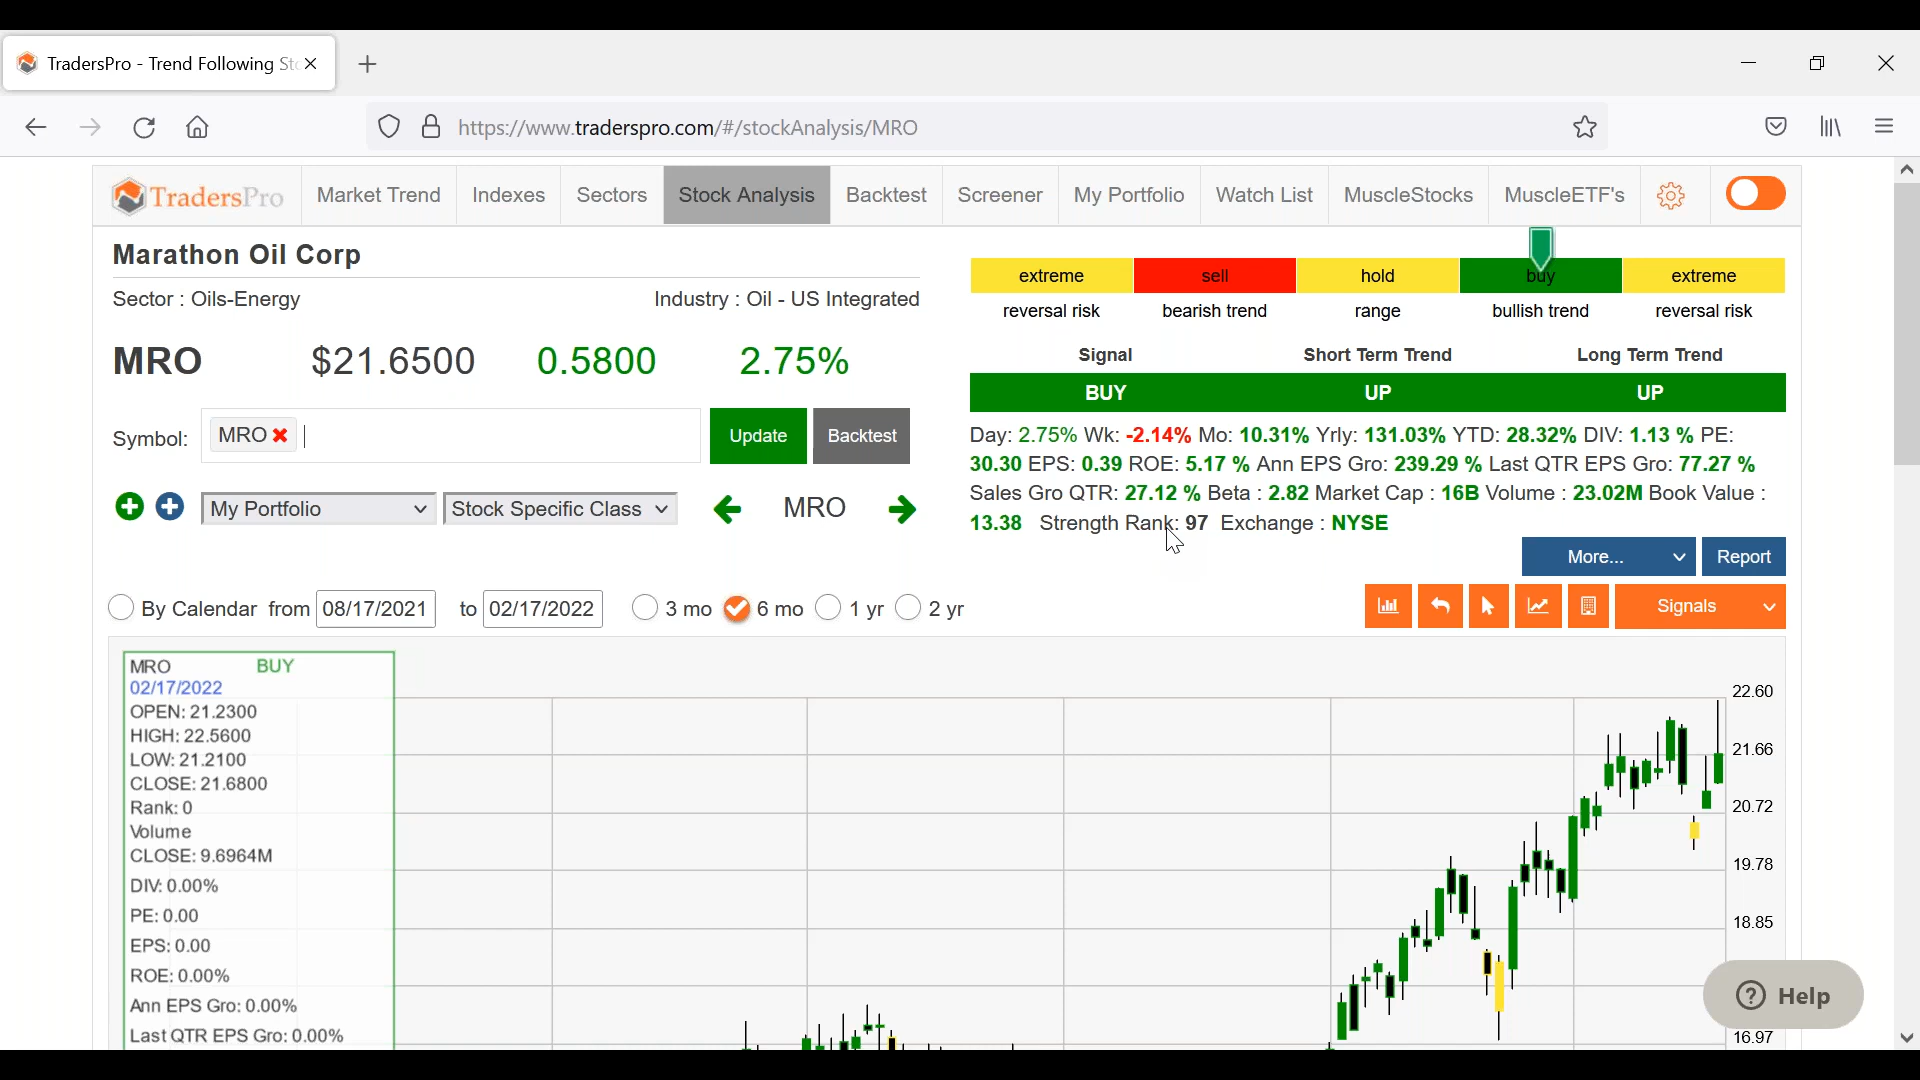 TradersPro - Trend Following Sto
https://www.traderspro.com/#/stockAnalysis/MRO
TradersPro Market Trend Indexes Sectors Stock Analysis Backtest Screener My Portfolio Watch List MuscleStocks MuscleETF's
Marathon Oil Corp
Sector : Oils-Energy Industry : Oil - US Integrated
extreme sell hold buy extreme
reversal risk bearish trend range bullish trend reversal risk
MRO $21.6500 0.5800 2.75%
Signal Short Term Trend Long Term Trend
BUY UP UP
Symbol: MRO Update Backtest
Day: 2.75% Wk: -2.14% Mo: 10.31% Yrly: 131.03% YTD: 28.32% DIV: 1.13 % PE:
30.30 EPS: 0.39 ROE: 5.17 % Ann EPS Gro: 239.29 % Last QTR EPS Gro: 77.27 %
Sales Gro QTR: 27.12 % Beta : 2.82 Market Cap : 16B Volume : 23.02M Book Value :
13.38 Strength Rank: 97 Exchange : NYSE
My Portfolio Stock Specific Class MRO
More... Report
By Calendar from 08/17/2021 to 02/17/2022 3 mo 6 mo 1 yr 2 yr
Signals
MRO BUY
02/17/2022
OPEN: 21.2300
HIGH: 22.5600
LOW: 21.2100
CLOSE: 21.6800
Rank: 0
Volume
CLOSE: 9.6964M
DIV: 0.00%
PE: 0.00
EPS: 0.00
ROE: 0.00%
Ann EPS Gro: 0.00%
Last QTR EPS Gro: 0.00%
22.60
21.66
20.72
19.78
18.85
16.97
Help